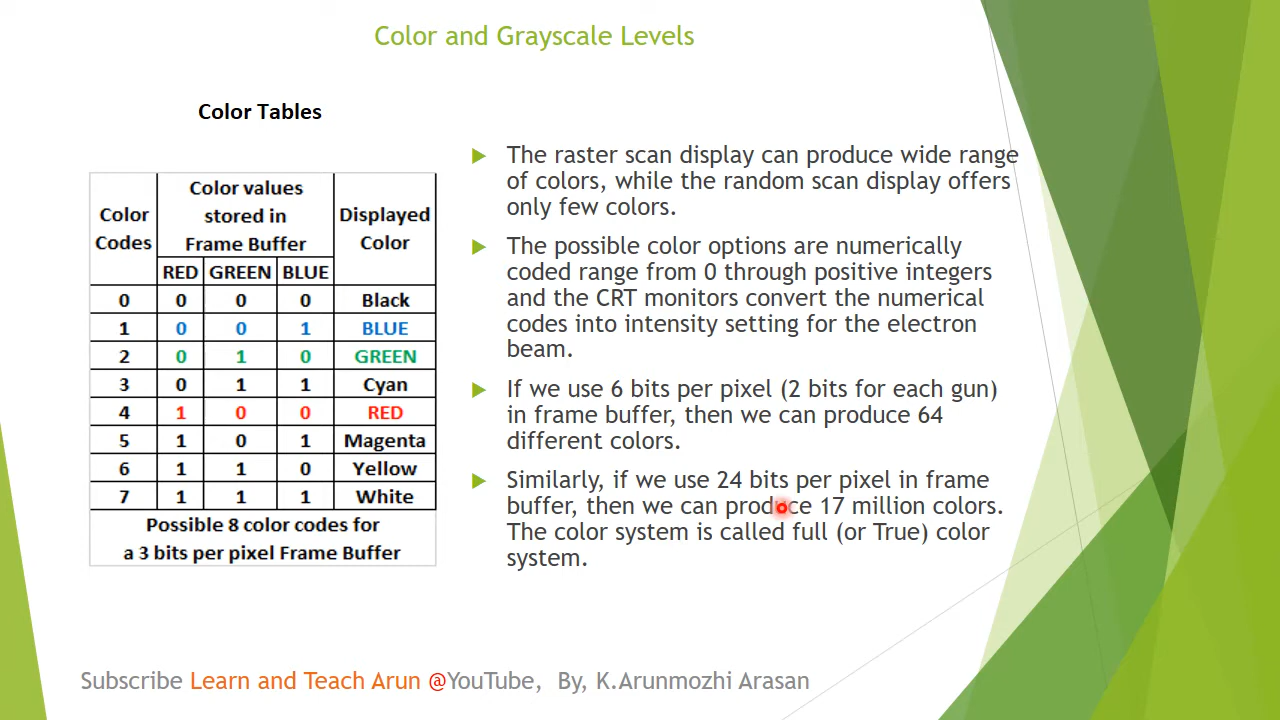 Color and Grayscale Levels
Color Tables
Color Codes
Color values stored in Frame Buffer
Displayed Color
RED GREEN BLUE
0 0 0 0 Black
1 0 0 1 BLUE
2 0 1 0 GREEN
3 0 1 1 Cyan
4 1 0 0 RED
5 1 0 1 Magenta
6 1 1 0 Yellow
7 1 1 1 White
Possible 8 color codes for
a 3 bits per pixel Frame Buffer
The raster scan display can produce wide range
of colors, while the random scan display offers
only few colors.
The possible color options are numerically
coded range from 0 through positive integers
and the CRT monitors convert the numerical
codes into intensity setting for the electron
beam.
If we use 6 bits per pixel (2 bits for each gun)
in frame buffer, then we can produce 64
different colors.
Similarly, if we use 24 bits per pixel in frame
buffer, then we can produce 17 million colors.
The color system is called full (or True) color
system.
Subscribe Learn and Teach Arun @YouTube, By, K.Arunmozhi Arasan